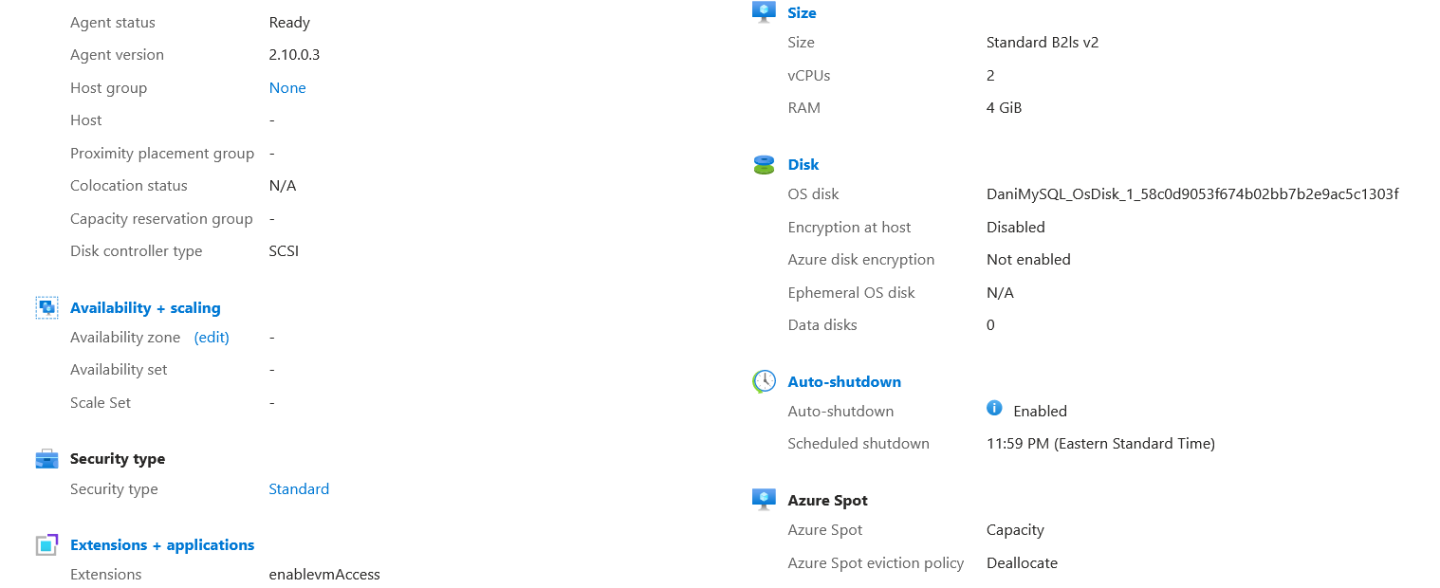 Agent status Ready
Agent version 2.10.0.3
Host group None
Host -
Proximity placement group -
Colocation status N/A
Capacity reservation group -
Disk controller type SCSI
Availability + scaling
Availability zone (edit) -
Availability set -
Scale Set -
Security type
Security type Standard
Extensions + applications
Extensions enablevmAccess
Size
Size Standard B2ls v2
vCPUs 2
RAM 4 GiB
Disk
OS disk DaniMySQL_OsDisk_1_58c0d9053f674b02bb7b2e9ac5c1303f
Encryption at host Disabled
Azure disk encryption Not enabled
Ephemeral OS disk N/A
Data disks 0
Auto-shutdown
Auto-shutdown Enabled
Scheduled shutdown 11:59 PM (Eastern Standard Time)
Azure Spot
Azure Spot Capacity
Azure Spot eviction policy Deallocate